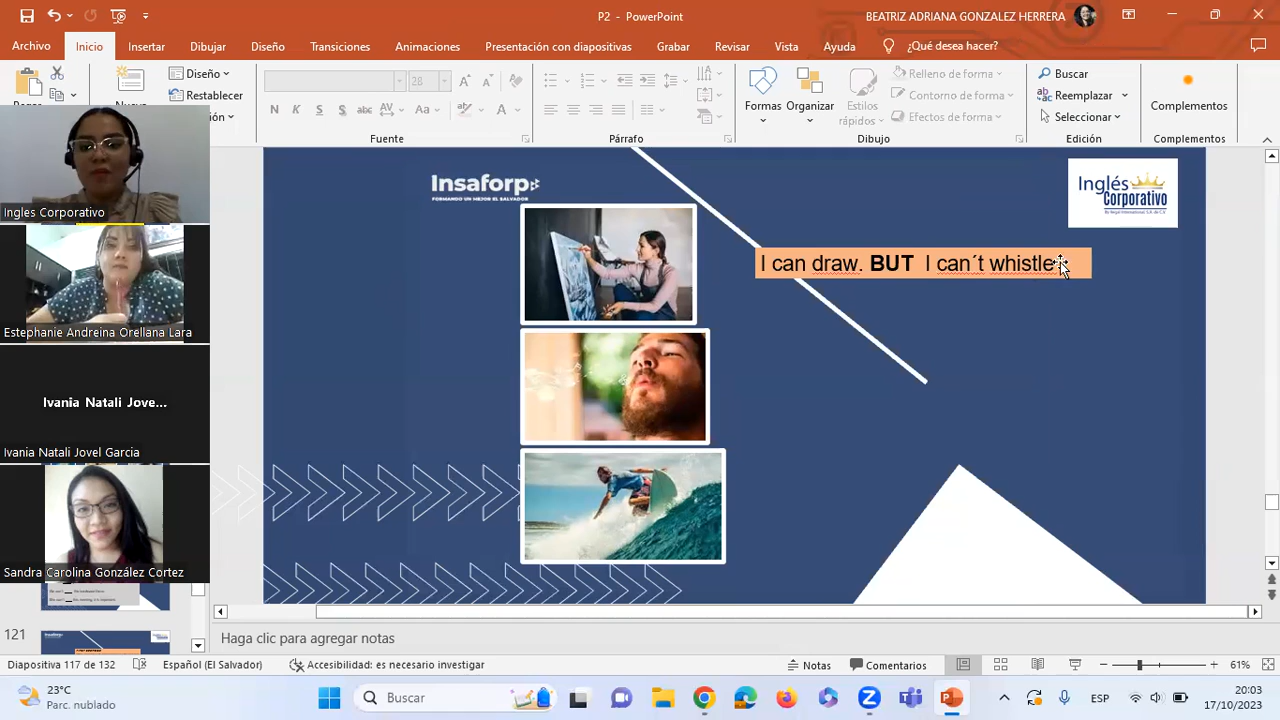 P2 - PowerPoint
BEATRIZ ADRIANA GONZALEZ HERRERA
Archivo
Inicio
Insertar
Dibujar
Diseño
Transiciones
Animaciones
Presentación con diapositivas
Grabar
Revisar
Vista
Ayuda
¿Qué desea hacer?
Diseño
Restablecer
28
N K S abc AV Aa A
Fuente
Párrafo
Formas
Organizar
Estilos rápidos
Relleno de forma
Contorno de forma
Efectos de forma
Dibujo
Buscar
Reemplazar
Seleccionar
Edición
Complementos
Complementos
Ingles Corporativo
Estephanie Andreina Orellana Lara
Ivania Natali Jove...
Ivania Natali Jovel Garcia
Sandra Carolina González Cortez
Insaforp
FORMANDO UN MEJOR EL SALVADOR
Inglés
Corporativo
I can draw. BUT I can´t whistle
121
Haga clic para agregar notas
Diapositiva 117 de 132
Español (El Salvador)
Accesibilidad: es necesario investigar
Notas
Comentarios
61%
23°C
Parc. nublado
Buscar
ESP
20:03
17/10/2023